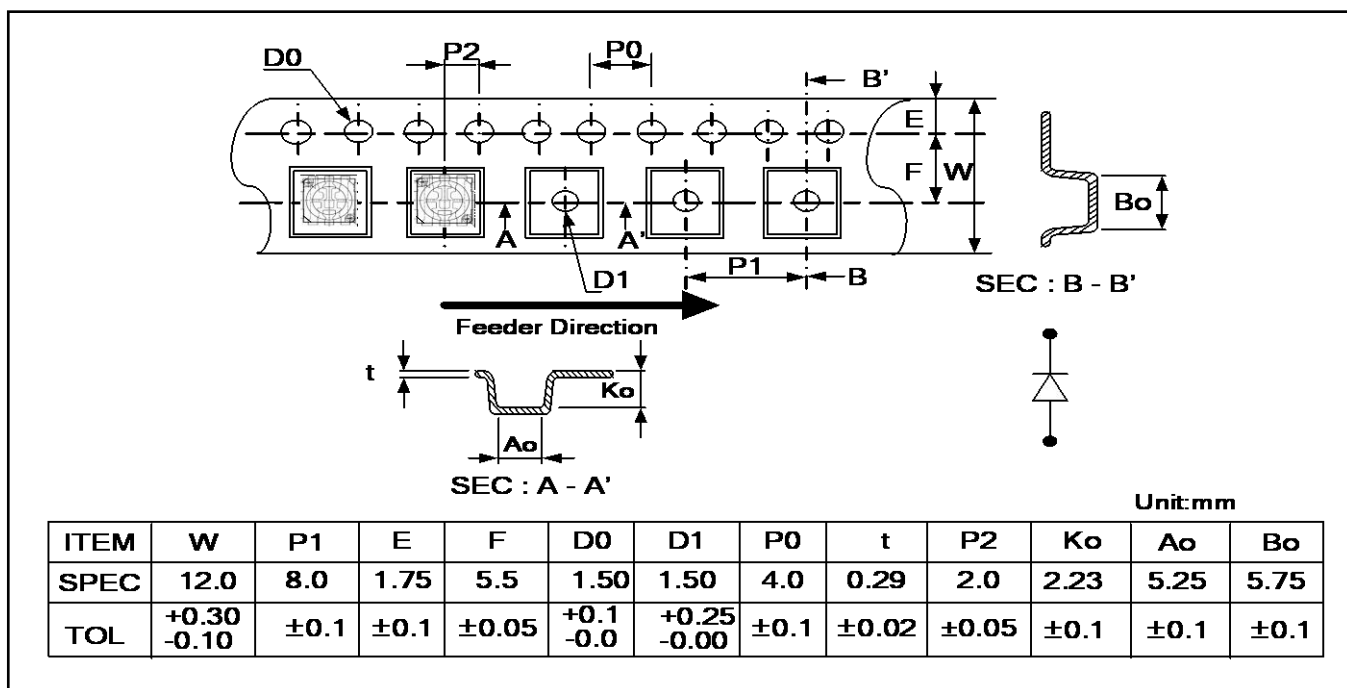 P2
P0
D0
B'
E
F
W
A
A'
Bo
D1
P1
B
SEC : B - B'
Feeder Direction
t
Ko
Ao
SEC : A - A'
Unit:mm
ITEM W P1 E F D0 D1 P0 t P2 Ko Ao Bo
SPEC 12.0 8.0 1.75 5.5 1.50 1.50 4.0 0.29 2.0 2.23 5.25 5.75
TOL +0.30 -0.10 ±0.1 ±0.1 ±0.05 +0.1 -0.0 +0.25 -0.00 ±0.1 ±0.02 ±0.05 ±0.1 ±0.1 ±0.1